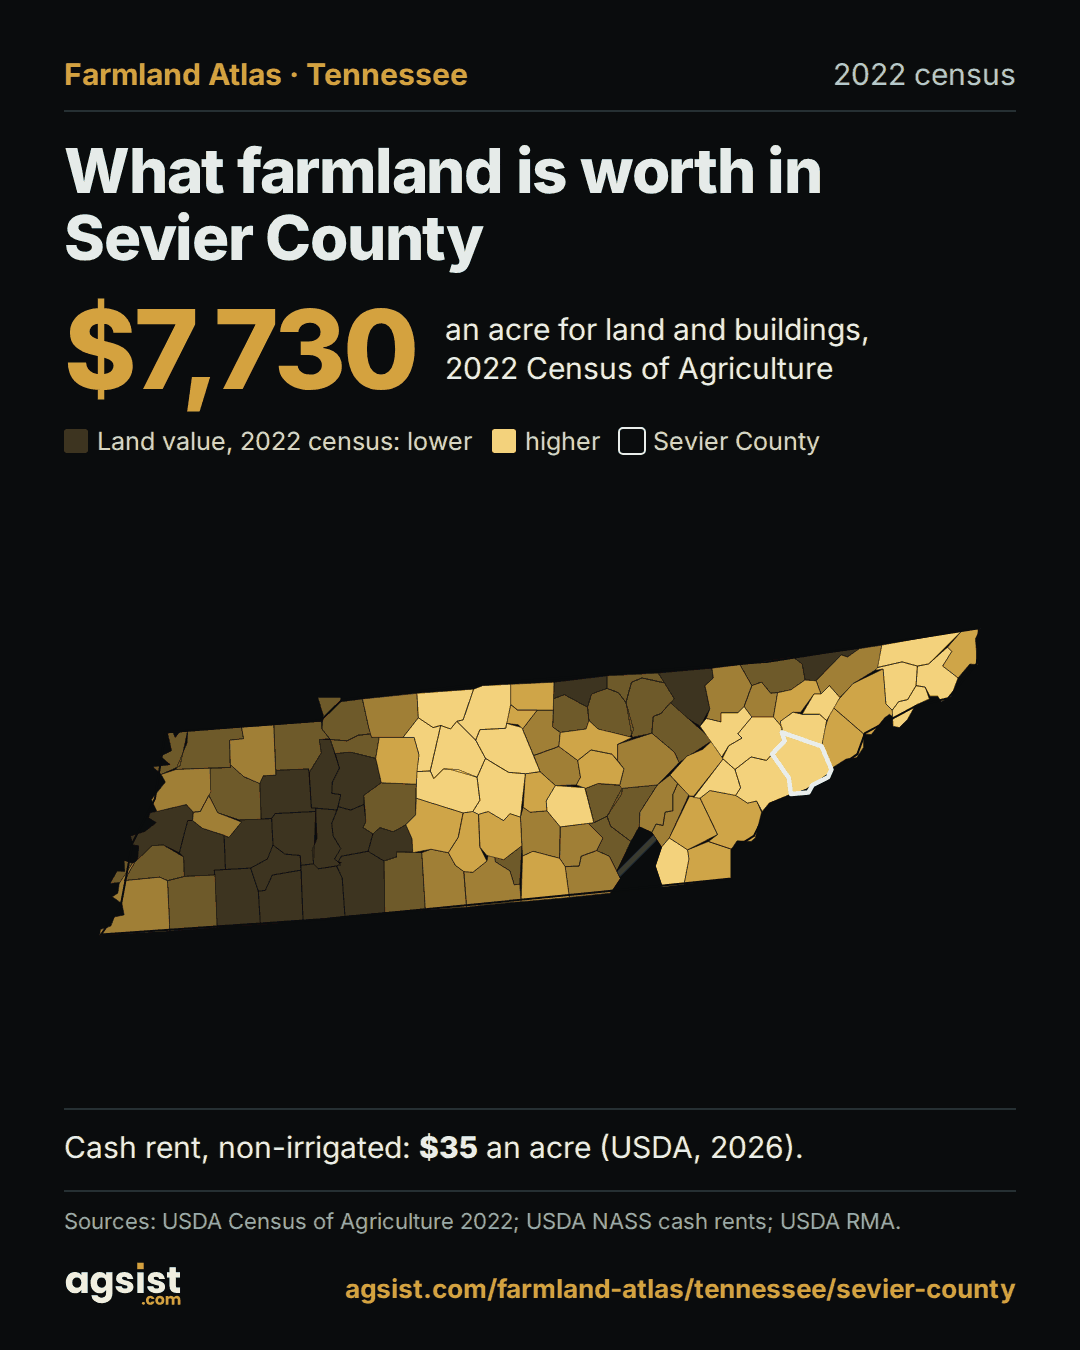 Farmland Atlas · Tennessee
2022 census
What farmland is worth in
Sevier County
$7,730
an acre for land and buildings,
2022 Census of Agriculture
Land value, 2022 census: lower
higher
Sevier County
Cash rent, non-irrigated: $35 an acre (USDA, 2026).
Sources: USDA Census of Agriculture 2022; USDA NASS cash rents; USDA RMA.
agsist
.com
agsist.com/farmland-atlas/tennessee/sevier-county